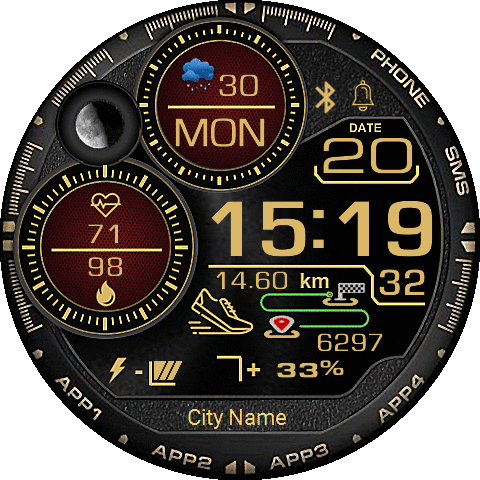 30
MON
PHONE
SMS
DATE
20
71
98
15:19
32
14.60 km
6297
- + 33%
City Name
APP1
APP2
APP3
APP4